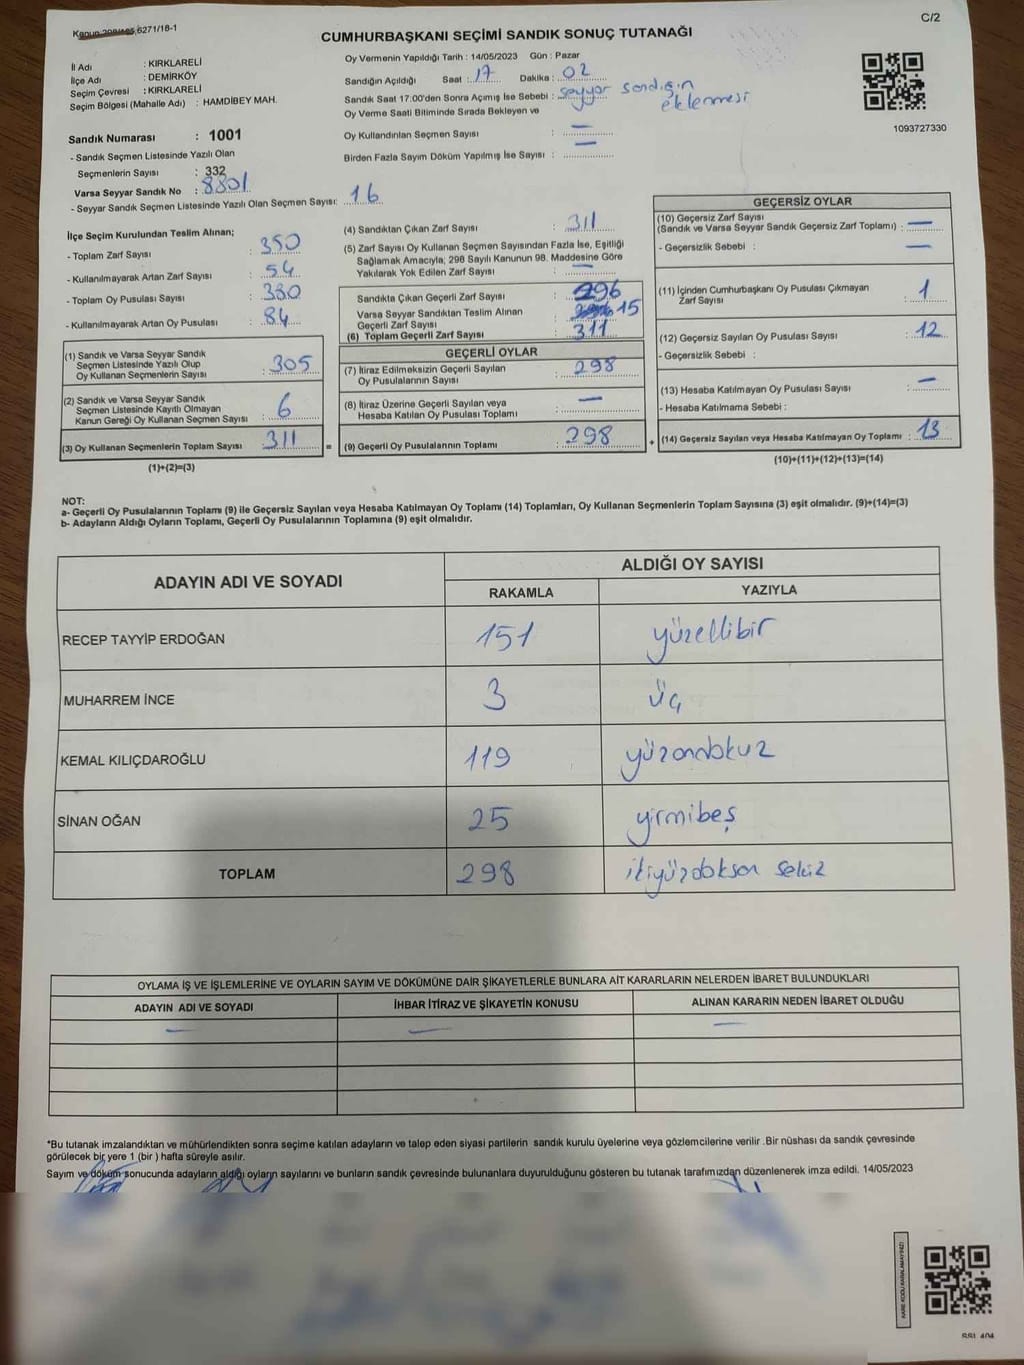 Kanun 298/185,6271/18-1
C/2
CUMHURBAŞKANI SEÇİMİ SANDIK SONUÇ TUTANAĞI
İl Adı : KIRKLARELİ
İlçe Adı : DEMİRKÖY
Seçim Çevresi : KIRKLARELİ
Seçim Bölgesi (Mahalle Adı) : HAMDİBEY MAH.
Sandık Numarası : 1001
- Sandık Seçmen Listesinde Yazılı Olan
Seçmenlerin Sayısı : 332
Varsa Seyyar Sandık No : 8801
- Seyyar Sandık Seçmen Listesinde Yazılı Olan Seçmen Sayısı: 16
Oy Vermenin Yapıldığı Tarih : 14/05/2023 Gün : Pazar
Sandığın Açıldığı Saat : 17 Dakika : 02
Sandık Saat 17:00'den Sonra Açımış İse Sebebi : seyyar sandığın
eklenmesi
Oy Verme Saati Bitiminde Sırada Bekleyen ve
Oy Kullandırılan Seçmen Sayısı : —
Birden Fazla Sayım Döküm Yapılmış İse Sayısı : —
1093727330
İlçe Seçim Kurulundan Teslim Alınan;
- Toplam Zarf Sayısı : 350
- Kullanılmayarak Artan Zarf Sayısı : 54
- Toplam Oy Pusulası Sayısı : 380
- Kullanılmayarak Artan Oy Pusulası : 84
(1) Sandık ve Varsa Seyyar Sandık
Seçmen Listesinde Yazılı Olup
Oy Kullanan Seçmenlerin Sayısı : 305
(2) Sandık ve Varsa Seyyar Sandık
Seçmen Listesinde Kayıtlı Olmayan
Kanun Gereği Oy Kullanan Seçmen Sayısı : 6
(3) Oy Kullanan Seçmenlerin Toplam Sayısı : 311 =
(1)+(2)=(3)
(4) Sandıktan Çıkan Zarf Sayısı : 311
(5) Zarf Sayısı Oy Kullanan Seçmen Sayısından Fazla İse, Eşitliği
Sağlamak Amacıyla, 298 Sayılı Kanunun 98. Maddesine Göre
Yakılarak Yok Edilen Zarf Sayısı : —
Sandıkta Çıkan Geçerli Zarf Sayısı : 296
Varsa Seyyar Sandıktan Teslim Alınan
Geçerli Zarf Sayısı : 15
(6) Toplam Geçerli Zarf Sayısı : 311
GEÇERLİ OYLAR
(7) İtiraz Edilmeksizin Geçerli Sayılan
Oy Pusulalarının Sayısı : 298
(8) İtiraz Üzerine Geçerli Sayılan veya
Hesaba Katılan Oy Pusulası Toplamı : —
(9) Geçerli Oy Pusulalarının Toplamı : 298 +
GEÇERSİZ OYLAR
(10) Geçersiz Zarf Sayısı
(Sandık ve Varsa Seyyar Sandık Geçersiz Zarf Toplamı) : —
- Geçersizlik Sebebi : —
(11) İçinden Cumhurbaşkanı Oy Pusulası Çıkmayan
Zarf Sayısı : 1
(12) Geçersiz Sayılan Oy Pusulası Sayısı : 12
- Geçersizlik Sebebi :
(13) Hesaba Katılmayan Oy Pusulası Sayısı : —
- Hesaba Katılmama Sebebi :
(14) Geçersiz Sayılan veya Hesaba Katılmayan Oy Toplamı : 13
(10)+(11)+(12)+(13)=(14)
NOT:
a- Geçerli Oy Pusulalarının Toplamı (9) ile Geçersiz Sayılan veya Hesaba Katılmayan Oy Toplamı (14) Toplamları, Oy Kullanan Seçmenlerin Toplam Sayısına (3) eşit olmalıdır. (9)+(14)=(3)
b- Adayların Aldığı Oyların Toplamı, Geçerli Oy Pusulalarının Toplamına (9) eşit olmalıdır.
ADAYIN ADI VE SOYADI ALDIĞI OY SAYISI
RAKAMLA YAZIYLA
RECEP TAYYİP ERDOĞAN 151 yüzellibir
MUHARREM İNCE 3 üç
KEMAL KILIÇDAROĞLU 119 yüzondokuz
SİNAN OĞAN 25 yirmibeş
TOPLAM 298 ikiyüzdoksan sekiz
OYLAMA İŞ VE İŞLEMLERİNE VE OYLARIN SAYIM VE DÖKÜMÜNE DAİR ŞİKAYETLERLE BUNLARA AİT KARARLARIN NELERDEN İBARET BULUNDUKLARI
ADAYIN ADI VE SOYADI İHBAR İTİRAZ VE ŞİKAYETİN KONUSU ALINAN KARARIN NEDEN İBARET OLDUĞU
— — —
*Bu tutanak imzalandıktan ve mühürlendikten sonra seçime katılan adayların ve talep eden siyasi partilerin sandık kurulu üyelerine veya gözlemcilerine verilir .Bir nüshası da sandık çevresinde
görülecek bir yere 1 (bir ) hafta süreyle asılır.
Sayım ve döküm sonucunda adayların aldığı oyların sayılarını ve bunların sandık çevresinde bulunanlara duyurulduğunu gösteren bu tutanak tarafımızdan düzenlenerek imza edildi. 14/05/2023
KARE KODU KARALAMAYINIZ!